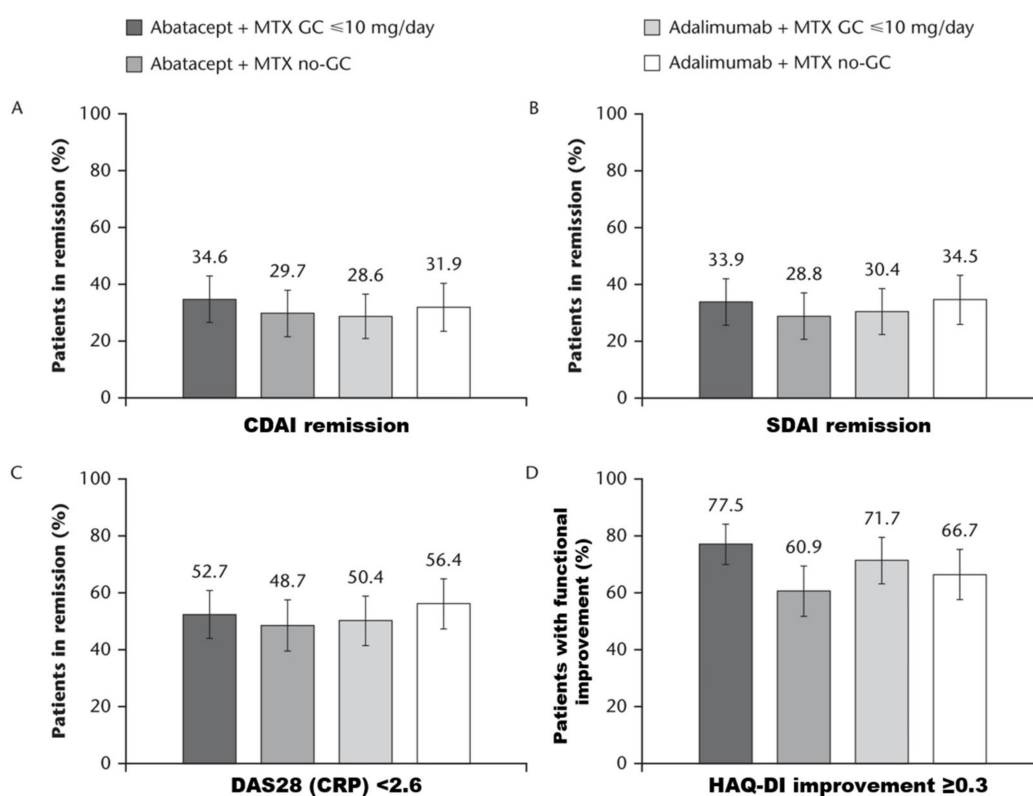 Abatacept + MTX GC ≤10 mg/day
Adalimumab + MTX GC ≤10 mg/day
Abatacept + MTX no-GC
Adalimumab + MTX no-GC
A
Patients in remission (%)
100
80
60
40
20
0
34.6
29.7
28.6
31.9
CDAI remission
B
Patients in remission (%)
100
80
60
40
20
0
33.9
28.8
30.4
34.5
SDAI remission
C
Patients in remission (%)
100
80
60
40
20
0
52.7
48.7
50.4
56.4
DAS28 (CRP) <2.6
D
Patients with functional
improvement (%)
100
80
60
40
20
0
77.5
60.9
71.7
66.7
HAQ-DI improvement ≥0.3